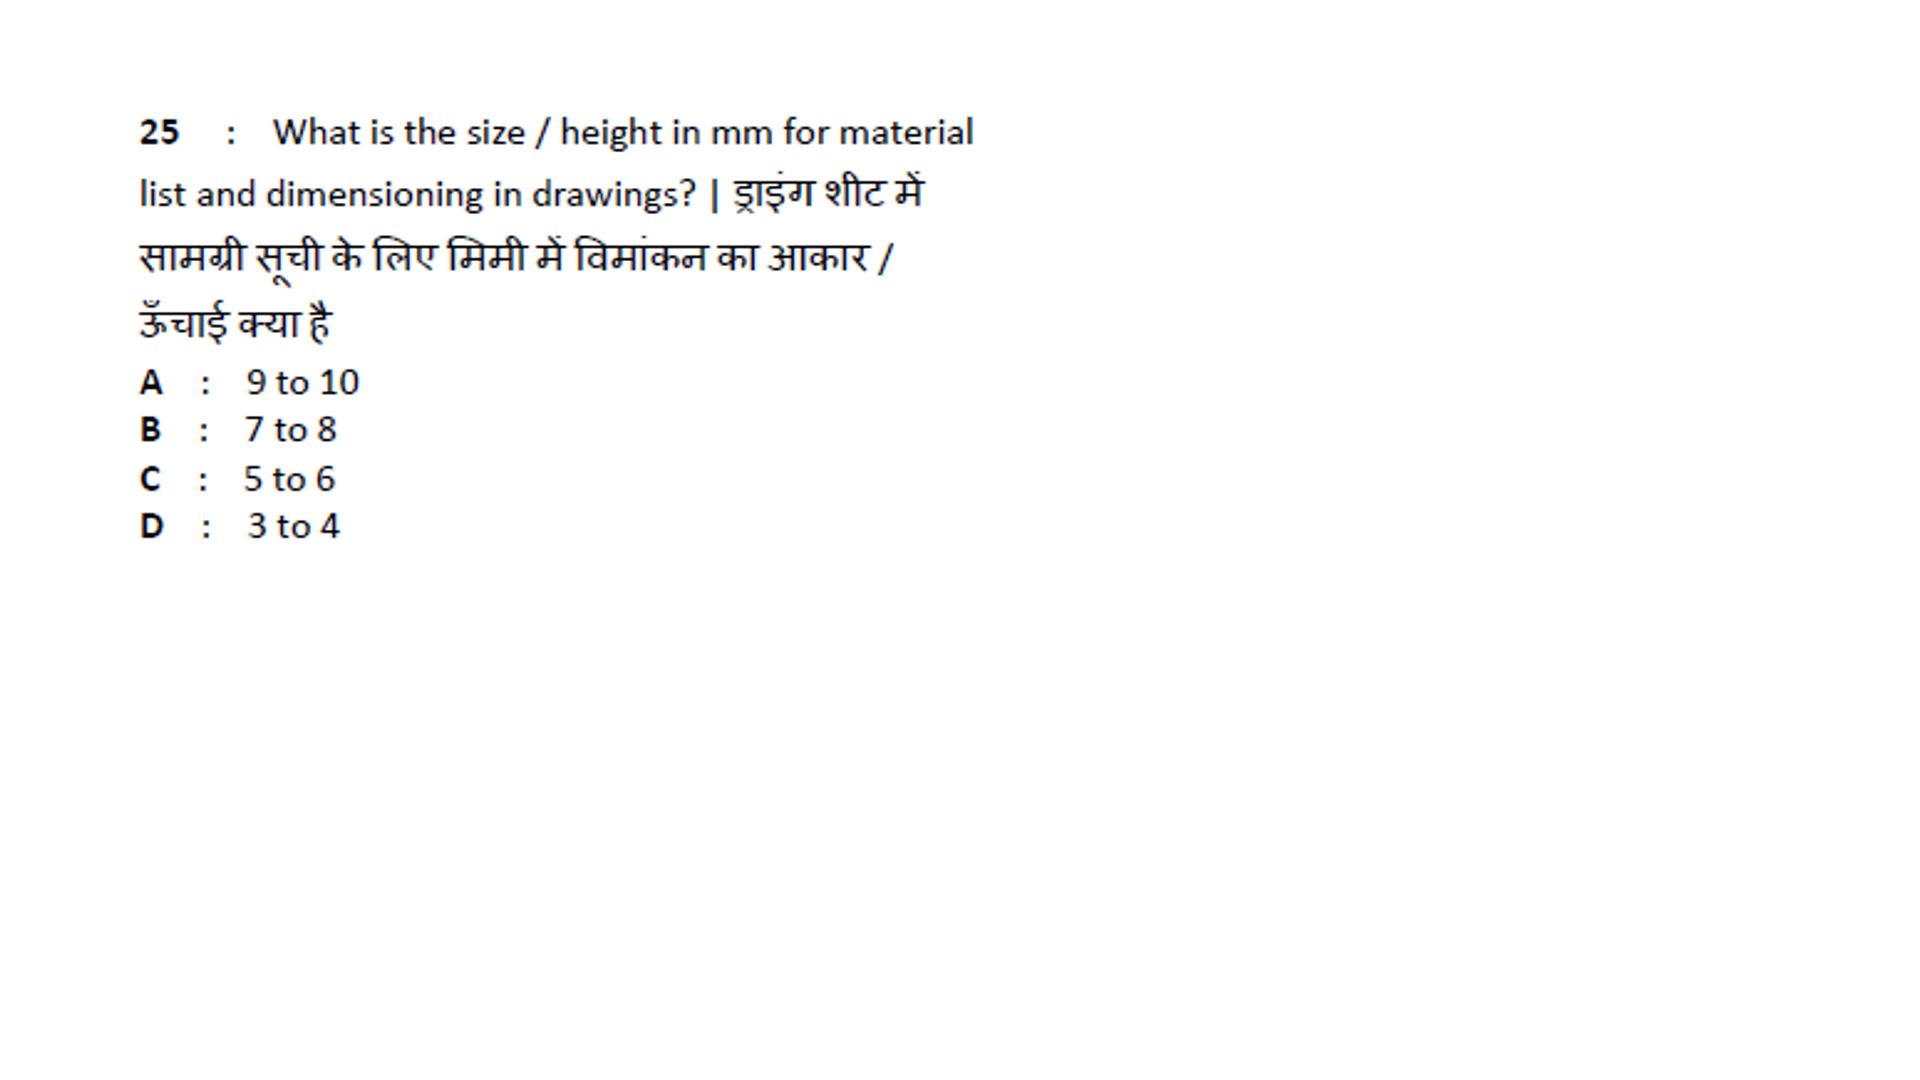 25 : What is the size / height in mm for material
list and dimensioning in drawings? | ड्राइंग शीट में
सामग्री सूची के लिए मिमी में विमांकन का आकार /
ऊँचाई क्या है
A : 9 to 10
B : 7 to 8
C : 5 to 6
D : 3 to 4